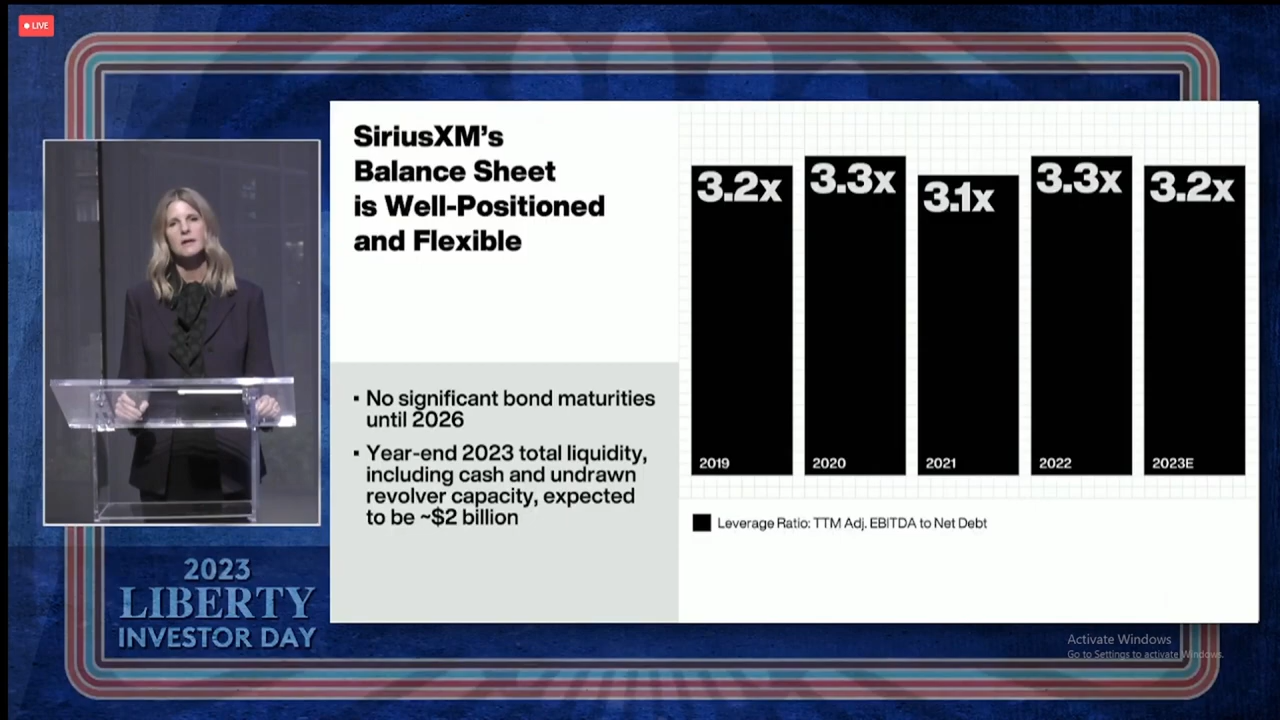 LIVE
SiriusXM’s
Balance Sheet
is Well-Positioned
and Flexible
▪ No significant bond maturities
until 2026
▪ Year-end 2023 total liquidity,
including cash and undrawn
revolver capacity, expected
to be ~$2 billion
3.2x
3.3x
3.1x
3.3x
3.2x
2019
2020
2021
2022
2023E
Leverage Ratio: TTM Adj. EBITDA to Net Debt
2023
LIBERTY
INVESTOR DAY
Activate Windows
Go to Settings to activate Windows.